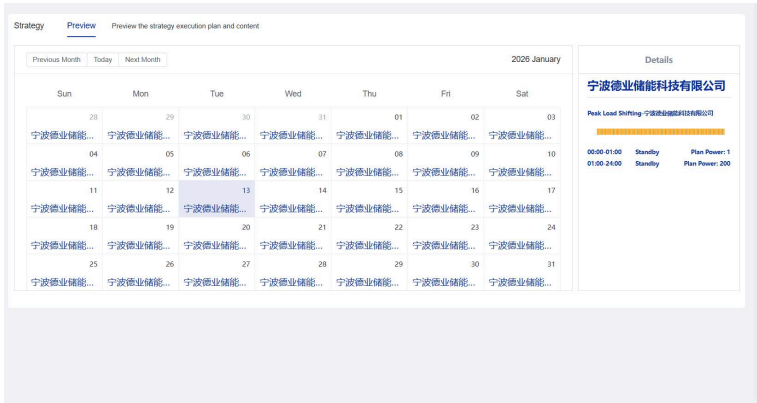 Strategy Preview Preview the strategy execution plan and content
Previous Month Today Next Month 2026 January
Sun Mon Tue Wed Thu Fri Sat
28 29 30 31 01 02 03
宁波德业储能... 宁波德业储能... 宁波德业储能... 宁波德业储能... 宁波德业储能... 宁波德业储能... 宁波德业储能...
04 05 06 07 08 09 10
宁波德业储能... 宁波德业储能... 宁波德业储能... 宁波德业储能... 宁波德业储能... 宁波德业储能... 宁波德业储能...
11 12 13 14 15 16 17
宁波德业储能... 宁波德业储能... 宁波德业储能... 宁波德业储能... 宁波德业储能... 宁波德业储能... 宁波德业储能...
18 19 20 21 22 23 24
宁波德业储能... 宁波德业储能... 宁波德业储能... 宁波德业储能... 宁波德业储能... 宁波德业储能... 宁波德业储能...
25 26 27 28 29 30 31
宁波德业储能... 宁波德业储能... 宁波德业储能... 宁波德业储能... 宁波德业储能... 宁波德业储能... 宁波德业储能...
Details
宁波德业储能科技有限公司
Peak Load Shifting-宁波德业储能科技有限公司
00:00-01:00 Standby Plan Power: 1
01:00-24:00 Standby Plan Power: 200